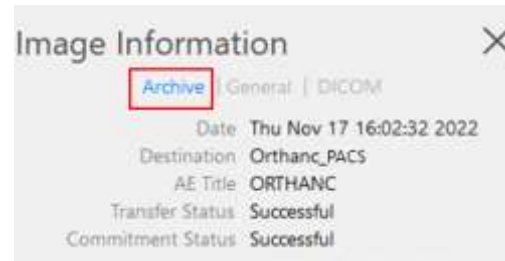 Image Information
Archive | General | DICOM
Date Thu Nov 17 16:02:32 2022
Destination Orthanc_PACS
AE Title ORTHANC
Transfer Status Successful
Commitment Status Successful